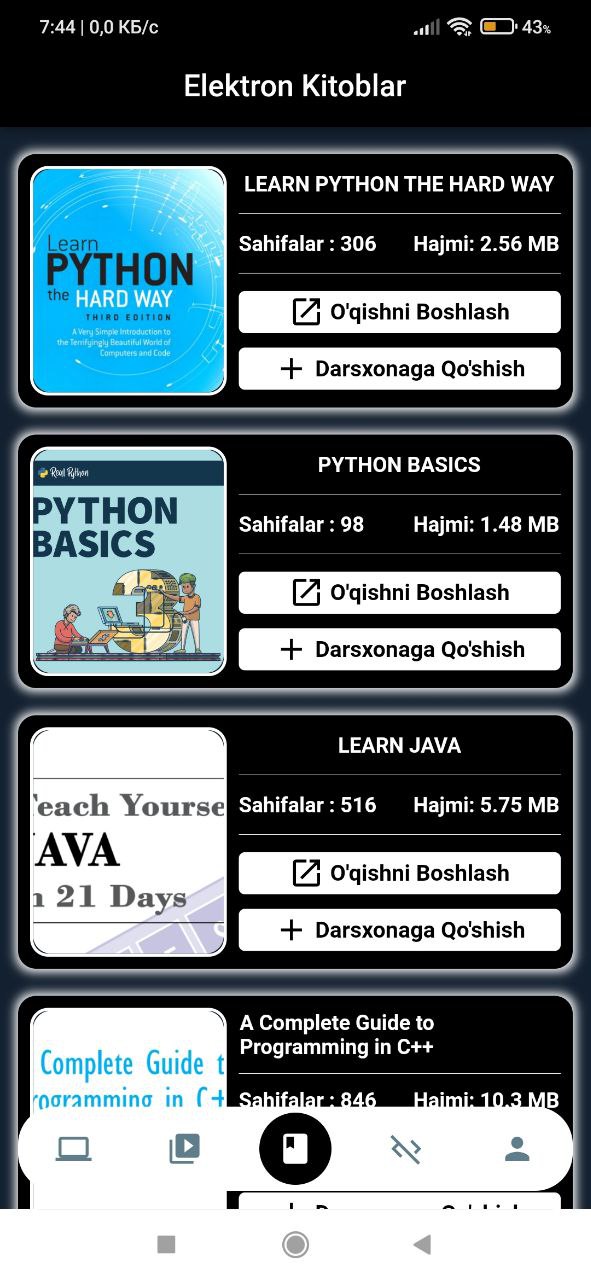 7:44 | 0,0 КБ/с
43%
Elektron Kitoblar
LEARN PYTHON THE HARD WAY
Learn
PYTHON
the HARD WAY
THIRD EDITION
A Very Simple Introduction to
the Terrifyingly Beautiful World of
Computers and Code
Sahifalar : 306 Hajmi: 2.56 MB
O'qishni Boshlash
Darsxonaga Qo'shish
PYTHON BASICS
Real Python
PYTHON
BASICS
3
Sahifalar : 98 Hajmi: 1.48 MB
O'qishni Boshlash
Darsxonaga Qo'shish
LEARN JAVA
Teach Yourse
JAVA
n 21 Days
Sahifalar : 516 Hajmi: 5.75 MB
O'qishni Boshlash
Darsxonaga Qo'shish
A Complete Guide to
Programming in C++
Complete Guide t
rogramming in C+
Sahifalar : 846 Hajmi: 10.3 MB